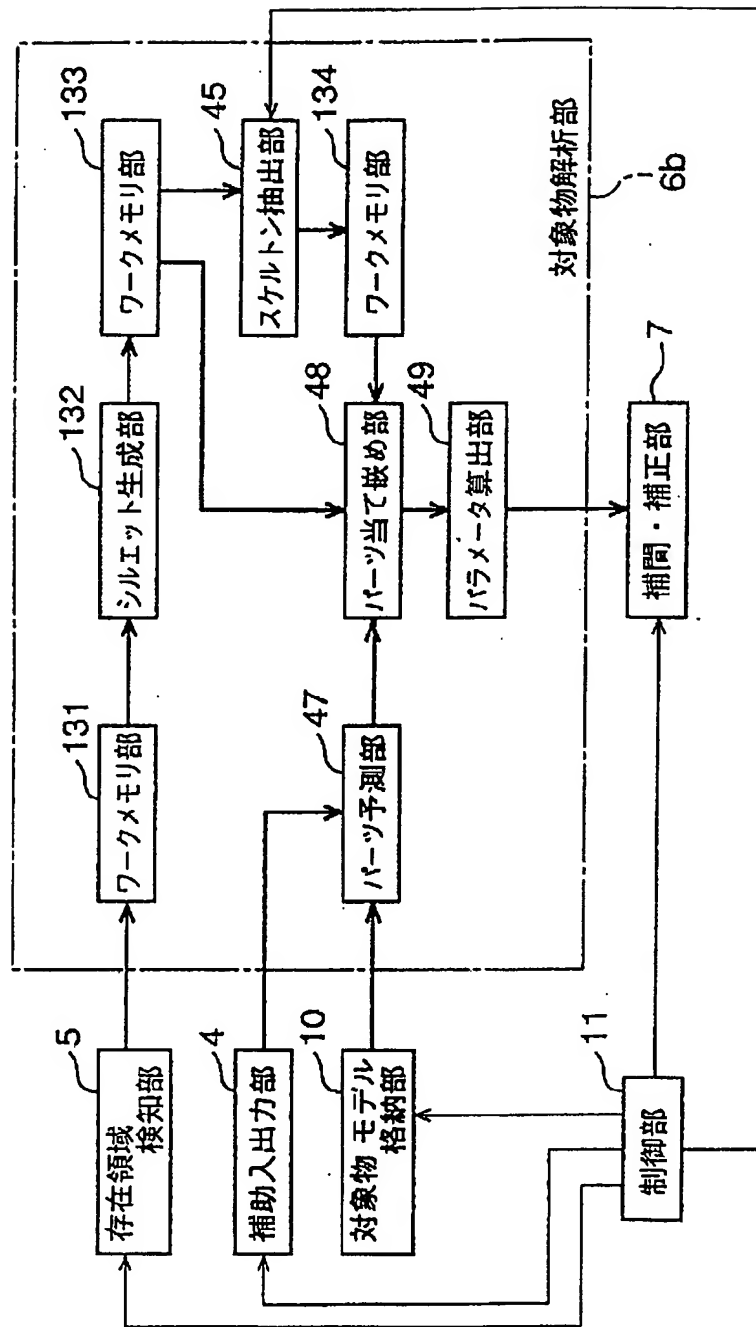 5
存在領域
検知部
131
ワークメモリ部
132
シルエット生成部
133
ワークメモリ部
4
補助入出力部
45
スケルトン抽出部
10
対象物 モデル
格納部
47
パーツ予測部
48
パーツ当て嵌め部
134
ワークメモリ部
49
パラメータ算出部
対象物解析部
6b
11
制御部
7
補間・補正部